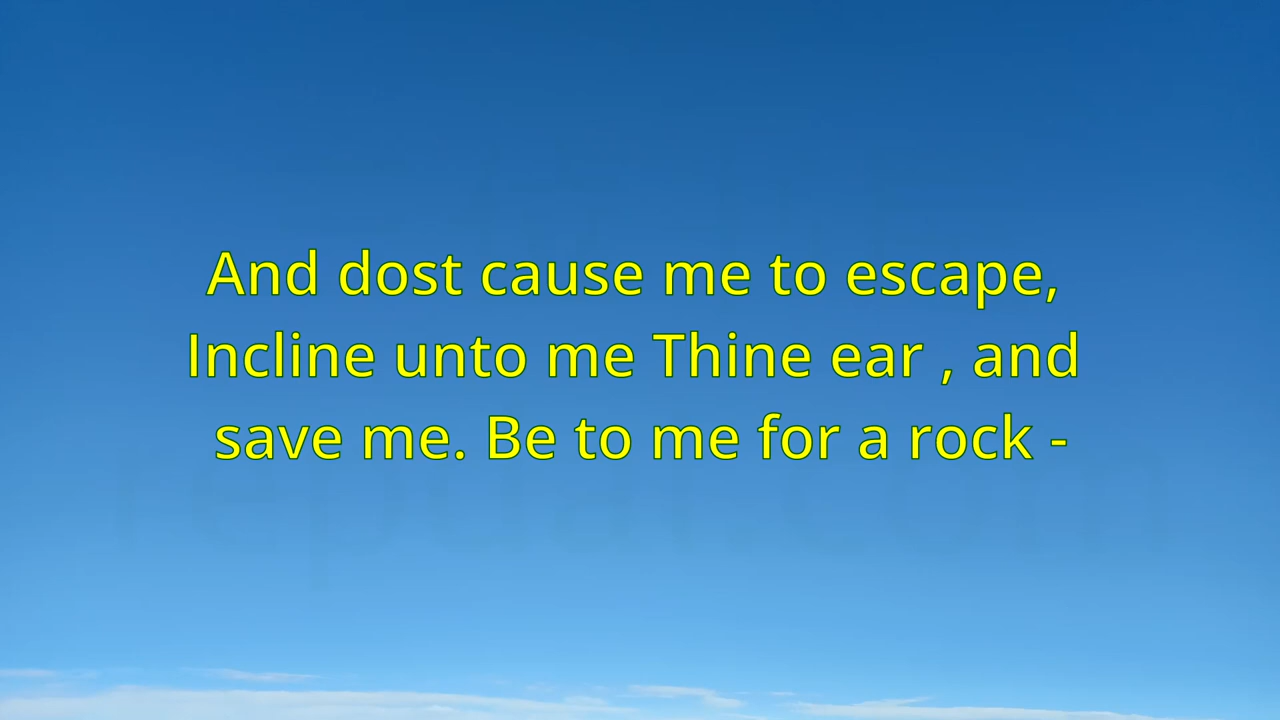 And dost cause me to escape,
Incline unto me Thine ear , and
save me. Be to me for a rock -